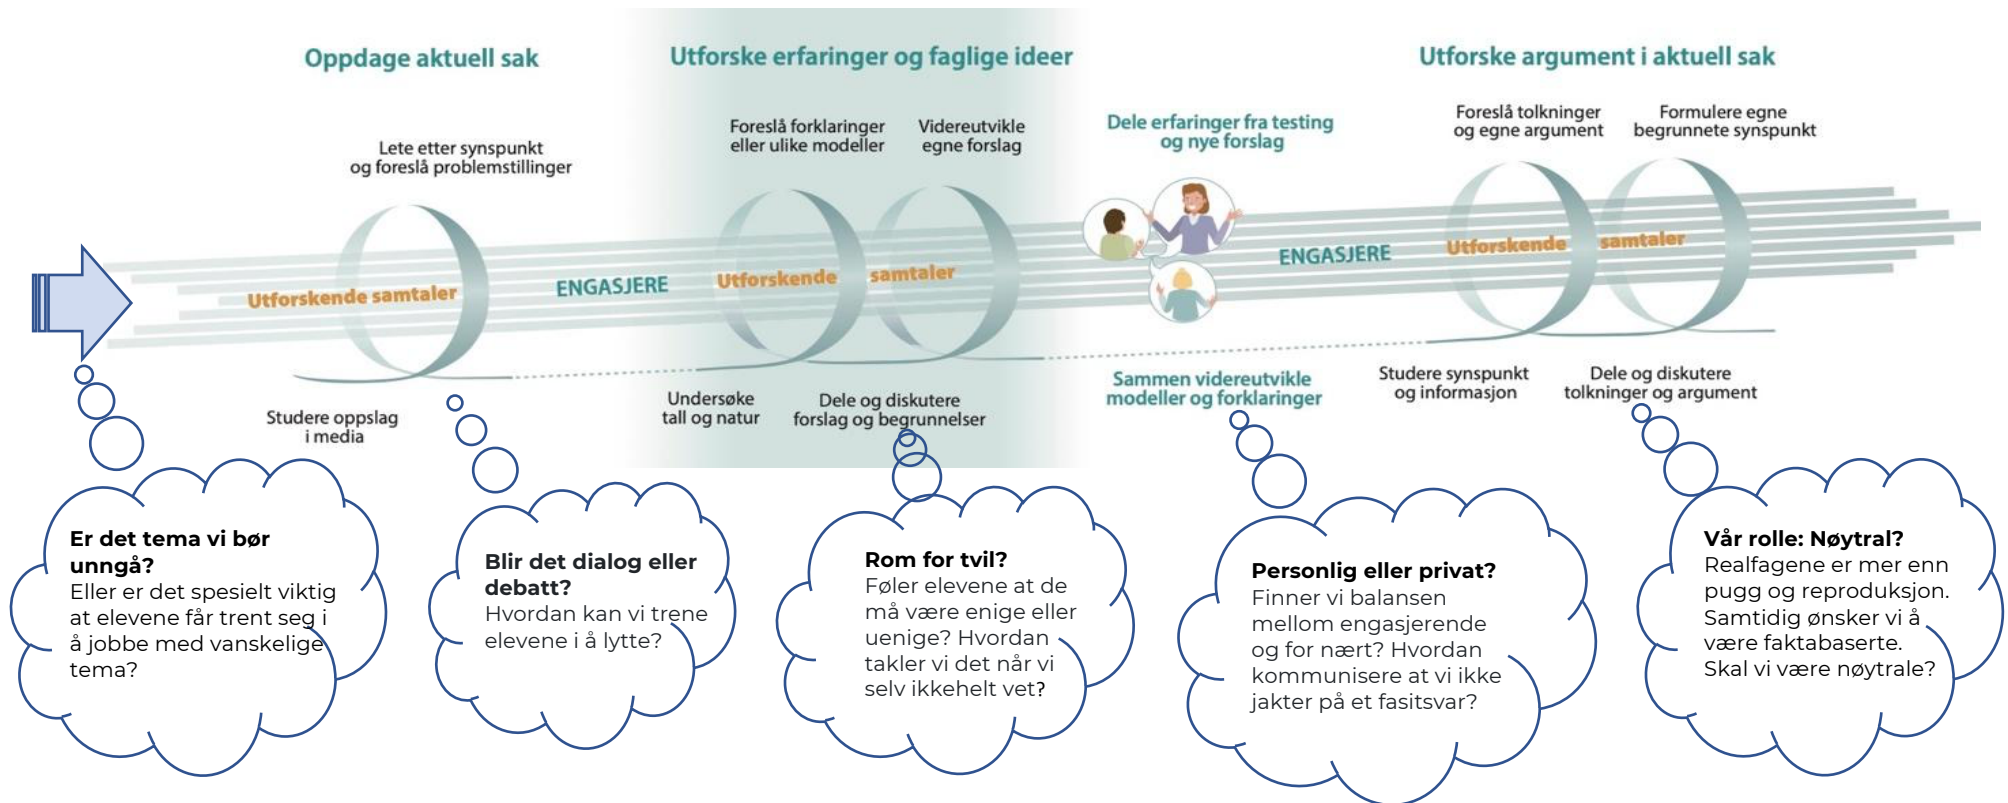 Oppdage aktuell sak
Utforske erfaringer og faglige ideer
Utforske argument i aktuell sak
Lete etter synspunkt
og foreslå problemstillinger
Foreslå forklaringer
eller ulike modeller
Videreutvikle
egne forslag
Dele erfaringer fra testing
og nye forslag
Foreslå tolkninger
og egne argument
Formulere egne
begrunnete synspunkt
Utforskende samtaler
ENGASJERE
Utforskende samtaler
ENGASJERE
Utforskende samtaler
Studere oppslag
i media
Undersøke
tall og natur
Dele og diskutere
forslag og begrunnelser
Sammen videreutvikle
modeller og forklaringer
Studere synspunkt
og informasjon
Dele og diskutere
tolkninger og argument
Er det tema vi bør
unngå?
Eller er det spesielt viktig
at elevene får trent seg i
å jobbe med vanskelige
tema?
Blir det dialog eller
debatt?
Hvordan kan vi trene
elevene i å lytte?
Rom for tvil?
Føler elevene at de
må være enige eller
uenige? Hvordan
takler vi det når vi
selv ikkehelt vet?
Personlig eller privat?
Finner vi balansen
mellom engasjerende
og for nært? Hvordan
kommunisere at vi ikke
jakter på et fasitsvar?
Vår rolle: Nøytral?
Realfagene er mer enn
pugg og reproduksjon.
Samtidig ønsker vi å
være faktabaserte.
Skal vi være nøytrale?